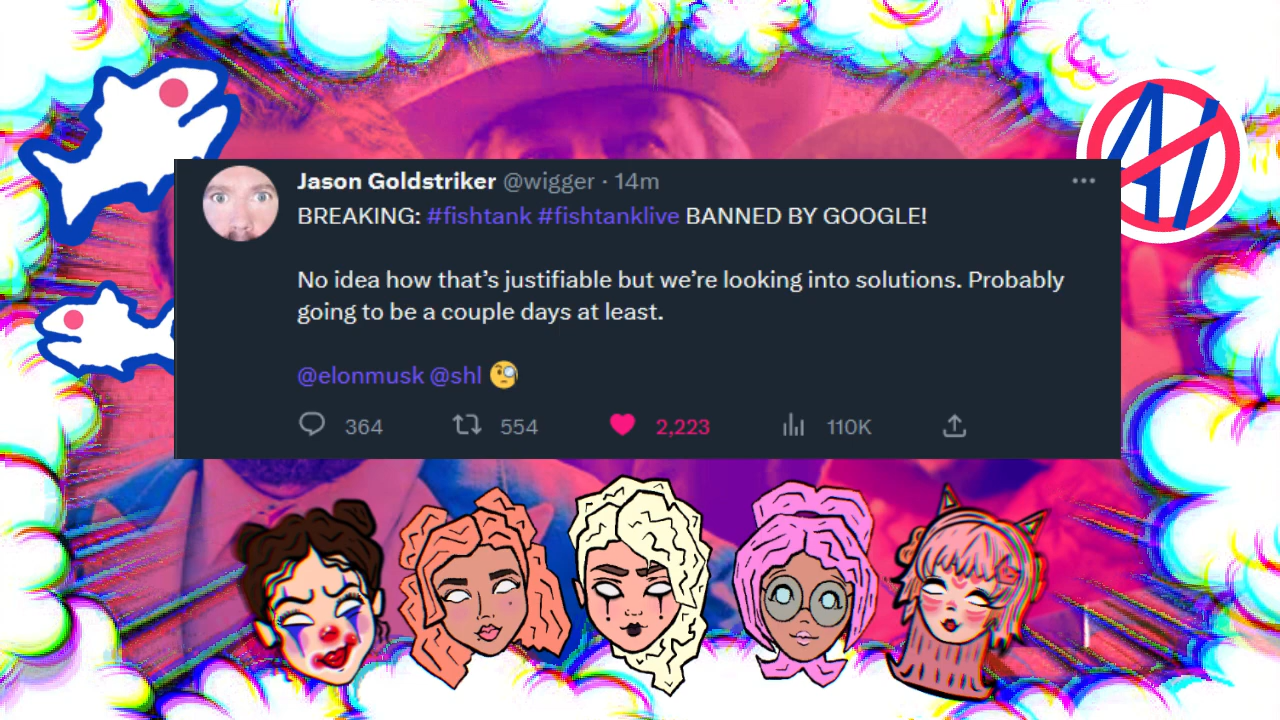 AI
Jason Goldstriker @wigger · 14m
BREAKING: #fishtank #fishtanklive BANNED BY GOOGLE!
No idea how that’s justifiable but we’re looking into solutions. Probably
going to be a couple days at least.
@elonmusk @shl 🧐
364 554 2,223 110K